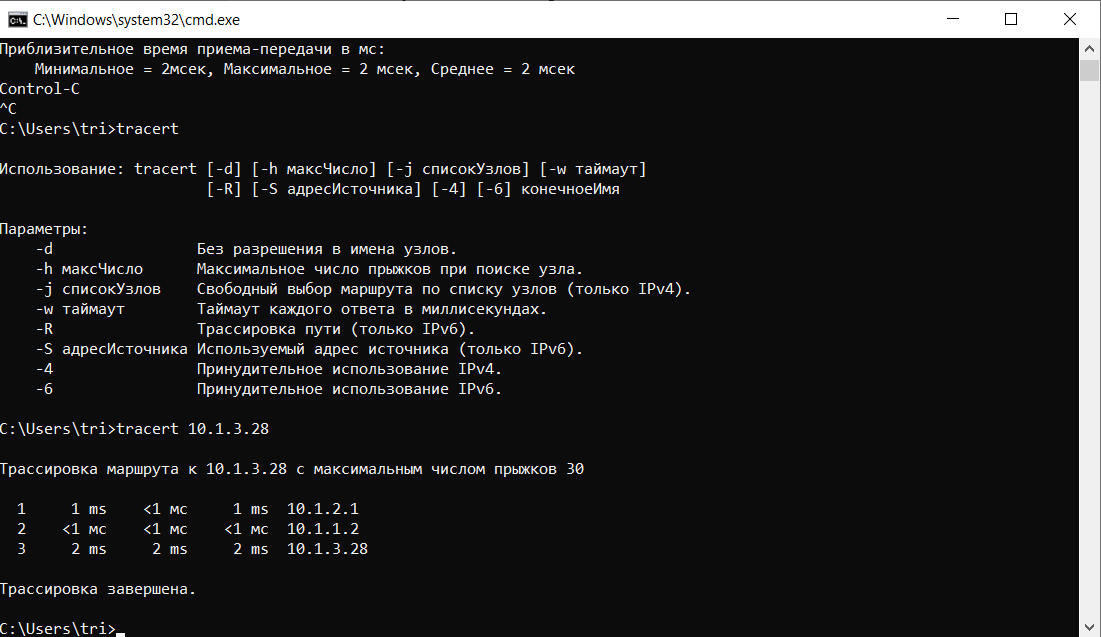 C:\Windows\system32\cmd.exe
Приблизительное время приема-передачи в мс:
    Минимальное = 2мсек, Максимальное = 2 мсек, Среднее = 2 мсек
Control-C
^C
C:\Users\tri>tracert

Использование: tracert [-d] [-h максЧисло] [-j списокУзлов] [-w таймаут]
                       [-R] [-S адресИсточника] [-4] [-6] конечноеИмя

Параметры:
    -d                Без разрешения в имена узлов.
    -h максЧисло      Максимальное число прыжков при поиске узла.
    -j списокУзлов    Свободный выбор маршрута по списку узлов (только IPv4).
    -w таймаут        Таймаут каждого ответа в миллисекундах.
    -R                Трассировка пути (только IPv6).
    -S адресИсточника Используемый адрес источника (только IPv6).
    -4                Принудительное использование IPv4.
    -6                Принудительное использование IPv6.

C:\Users\tri>tracert 10.1.3.28

Трассировка маршрута к 10.1.3.28 с максимальным числом прыжков 30

  1     1 ms    <1 мс     1 ms  10.1.2.1
  2    <1 мс    <1 мс    <1 мс  10.1.1.2
  3     2 ms     2 ms     2 ms  10.1.3.28

Трассировка завершена.

C:\Users\tri>